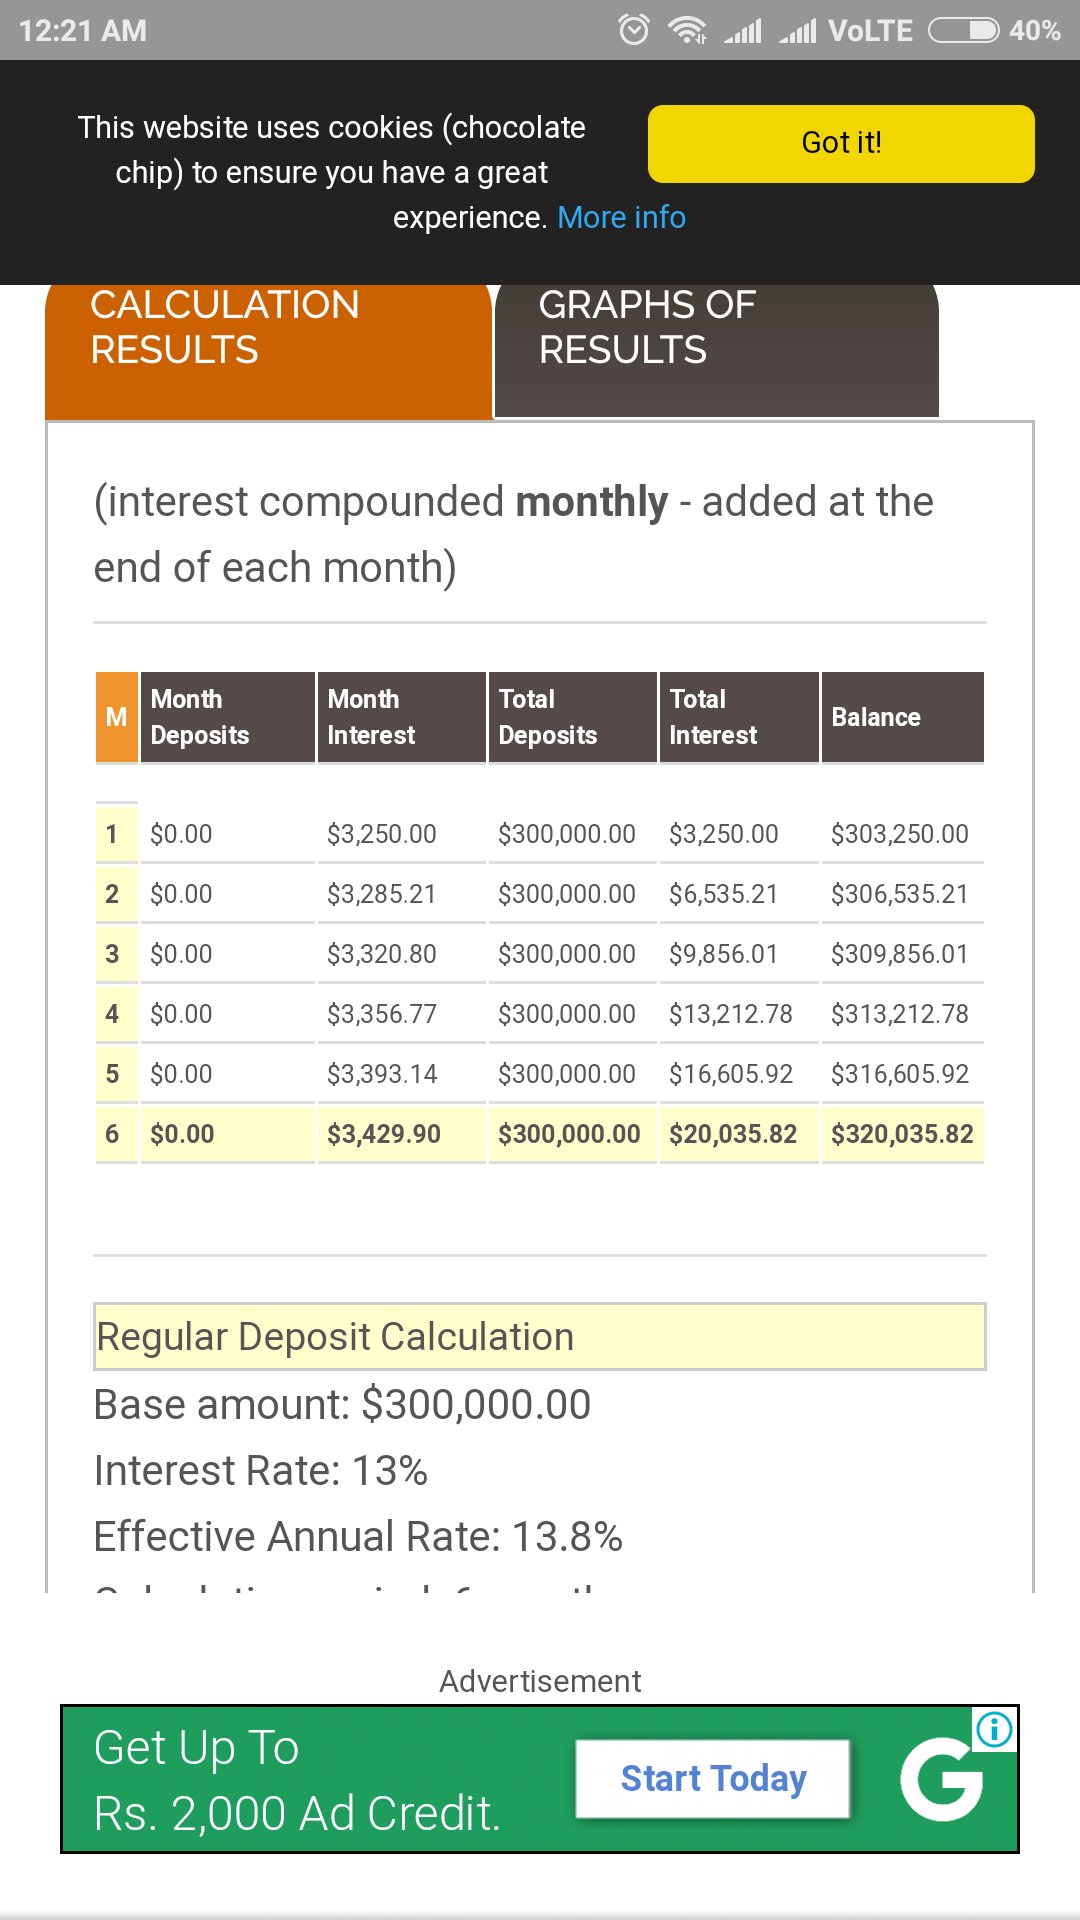 12:21 AM VoLTE 40%
This website uses cookies (chocolate
chip) to ensure you have a great
experience. More info
Got it!
CALCULATION
RESULTS
GRAPHS OF
RESULTS
(interest compounded monthly - added at the
end of each month)
M Month Deposits Month Interest Total Deposits Total Interest Balance
1 $0.00 $3,250.00 $300,000.00 $3,250.00 $303,250.00
2 $0.00 $3,285.21 $300,000.00 $6,535.21 $306,535.21
3 $0.00 $3,320.80 $300,000.00 $9,856.01 $309,856.01
4 $0.00 $3,356.77 $300,000.00 $13,212.78 $313,212.78
5 $0.00 $3,393.14 $300,000.00 $16,605.92 $316,605.92
6 $0.00 $3,429.90 $300,000.00 $20,035.82 $320,035.82
Regular Deposit Calculation
Base amount: $300,000.00
Interest Rate: 13%
Effective Annual Rate: 13.8%
Advertisement
Get Up To
Rs. 2,000 Ad Credit.
Start Today
G